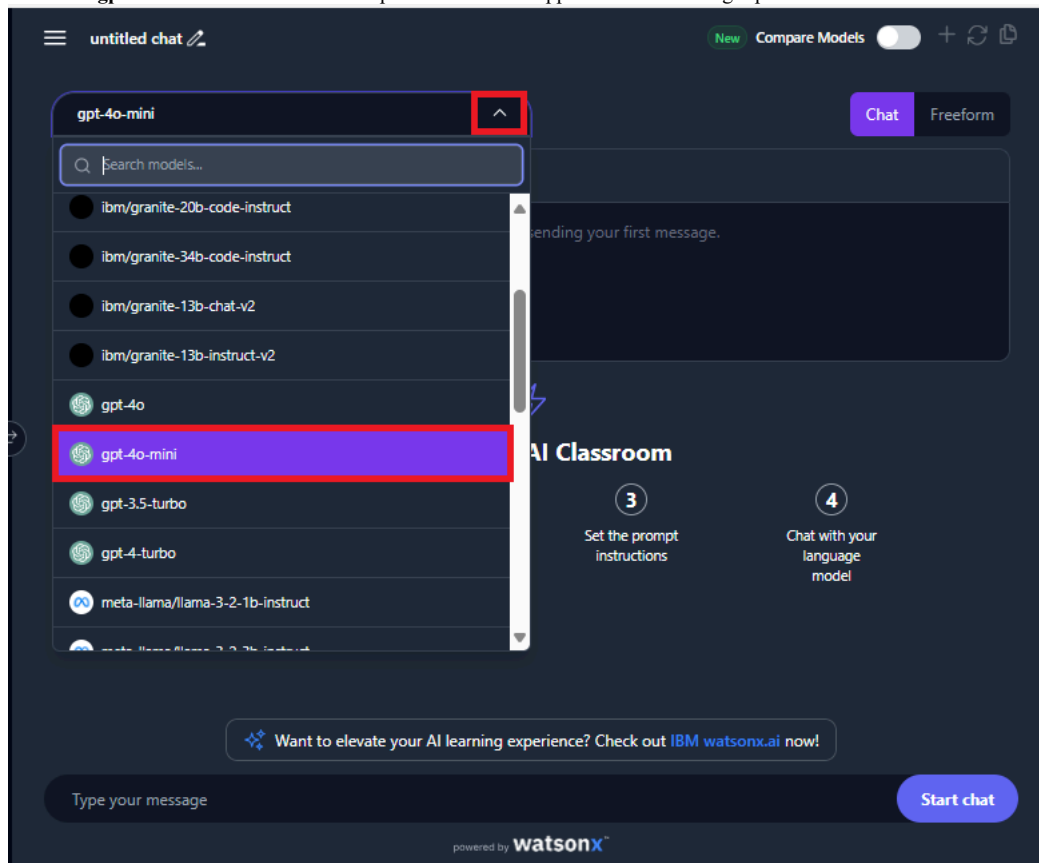 untitled chat
New Compare Models
gpt-4o-mini
Chat Freeform
Search models...
ibm/granite-20b-code-instruct
sending your first message.
ibm/granite-34b-code-instruct
ibm/granite-13b-chat-v2
ibm/granite-13b-instruct-v2
gpt-4o
gpt-4o-mini
AI Classroom
gpt-3.5-turbo
3 4
Set the prompt
instructions
Chat with your
language
model
gpt-4-turbo
meta-llama/llama-3-2-1b-instruct
Want to elevate your AI learning experience? Check out IBM watsonx.ai now!
Type your message
Start chat
powered by watsonx™